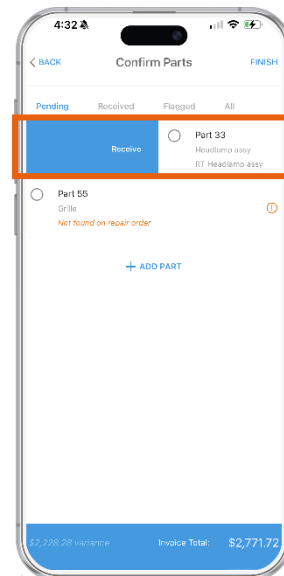 4:32
BACK Confirm Parts FINISH
Pending Received Flagged All
Receive
Part 33
Headlamp assy
RT Headlamp assy
Part 55
Grille
Not found on repair order
+ ADD PART
$2,228.28 variance Invoice Total: $2,771.72